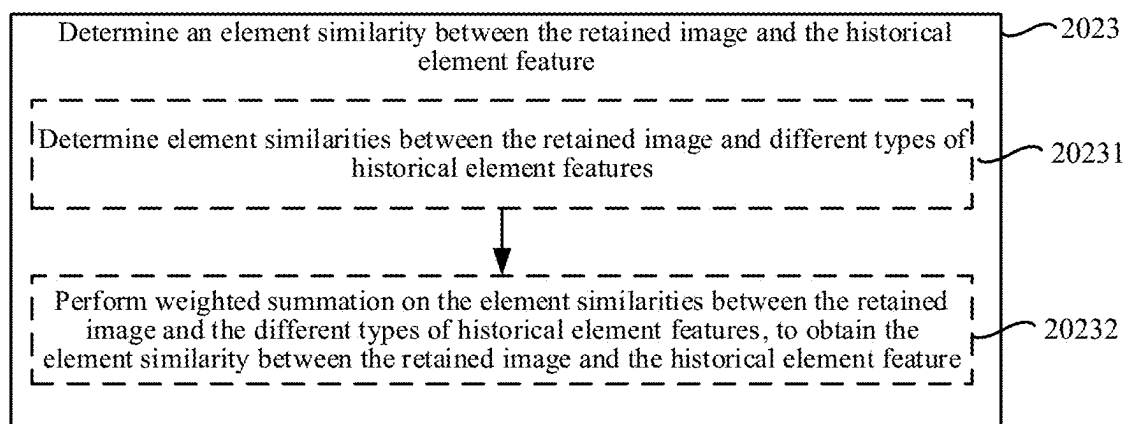 Determine an element similarity between the retained image and the historical
element feature
2023
Determine element similarities between the retained image and different types of
historical element features
20231
Perform weighted summation on the element similarities between the retained
image and the different types of historical element features, to obtain the
element similarity between the retained image and the historical element feature
20232